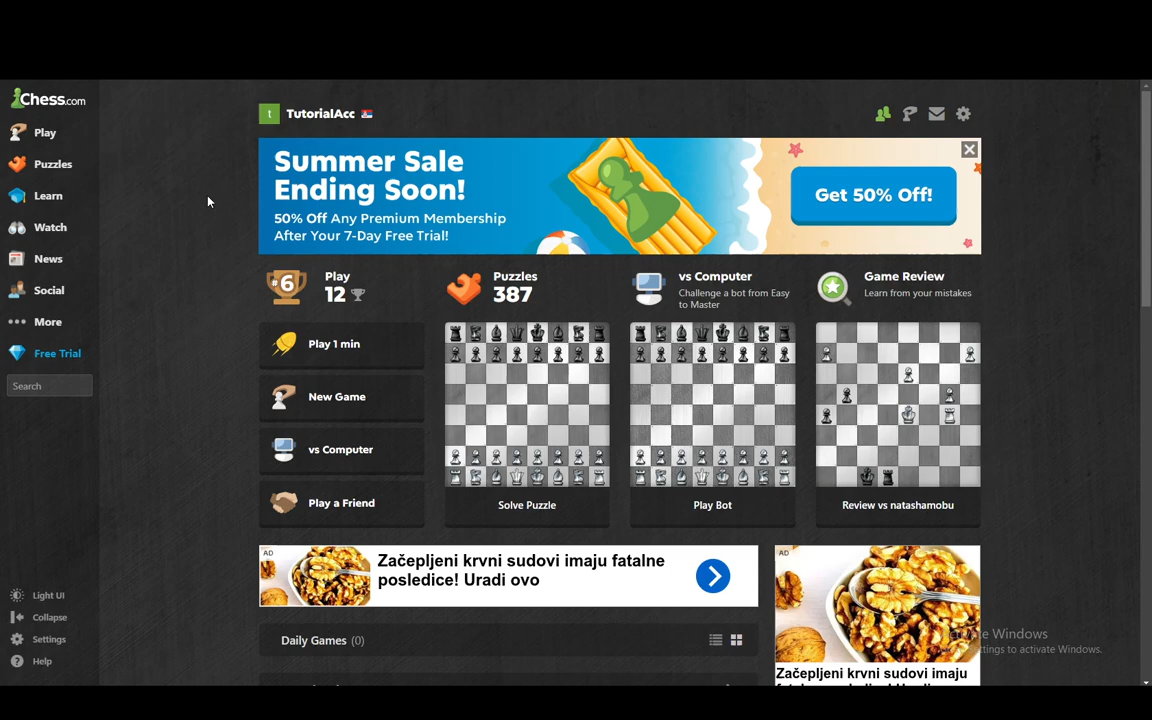 Chess.com
Play
Puzzles
Learn
Watch
News
Social
More
Free Trial
Search
Light UI
Collapse
Settings
Help
t TutorialAcc
Summer Sale
Ending Soon!
50% Off Any Premium Membership
After Your 7-Day Free Trial!
Get 50% Off!
#6
Play
12
Puzzles
387
vs Computer
Challenge a bot from Easy
to Master
Game Review
Learn from your mistakes
Play 1 min
New Game
vs Computer
Play a Friend
Solve Puzzle
Play Bot
Review vs natashamobu
AD
Začepljeni krvni sudovi imaju fatalne
posledice! Uradi ovo
AD
Začepljeni krvni sudovi imaju
Daily Games (0)
Windows
to activate Windows.